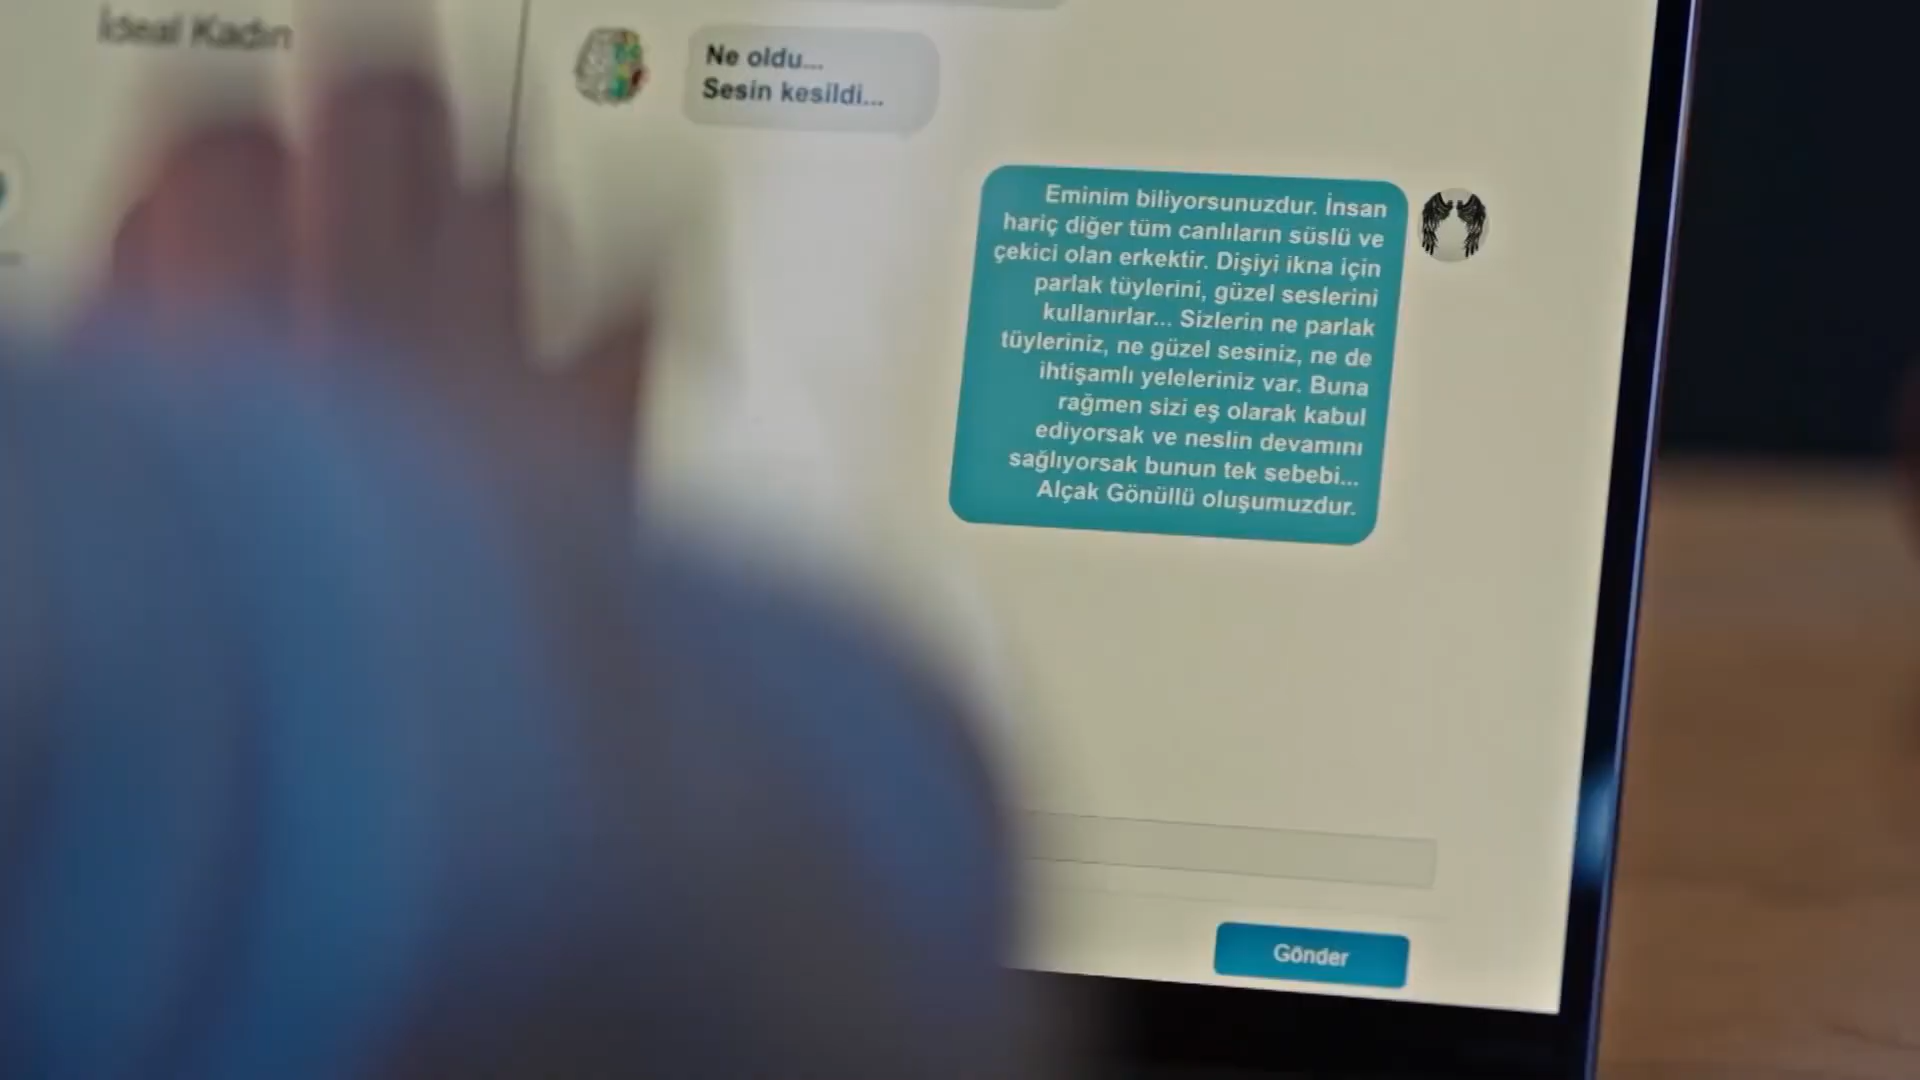 İdeal Kadın
Ne oldu...
Sesin kesildi...
Eminim biliyorsunuzdur. İnsan
hariç diğer tüm canlıların süslü ve
çekici olan erkektir. Dişiyi ikna için
parlak tüylerini, güzel seslerini
kullanırlar... Sizlerin ne parlak
tüyleriniz, ne güzel sesiniz, ne de
ihtişamlı yeleleriniz var. Buna
rağmen sizi eş olarak kabul
ediyorsak ve neslin devamını
sağlıyorsak bunun tek sebebi...
Alçak Gönüllü oluşumuzdur.
Gönder